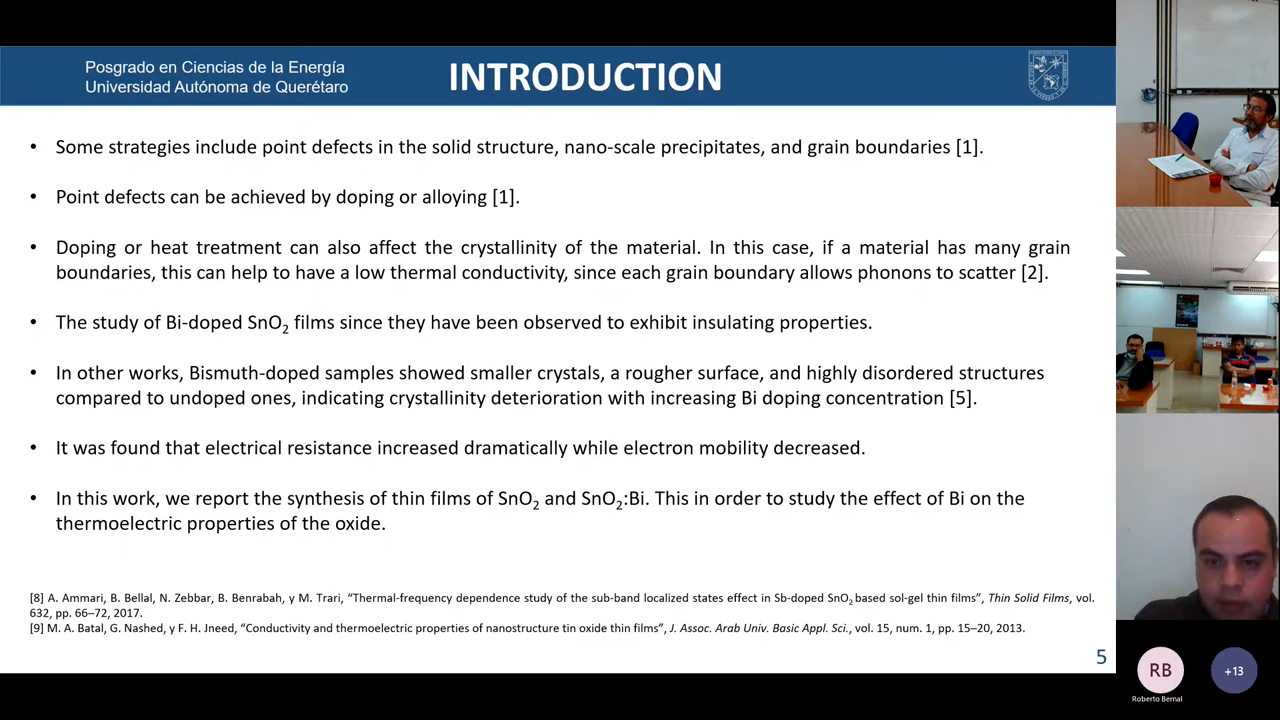 Posgrado en Ciencias de la Energía
Universidad Autónoma de Querétaro
INTRODUCTION
• Some strategies include point defects in the solid structure, nano-scale precipitates, and grain boundaries [1].
• Point defects can be achieved by doping or alloying [1].
• Doping or heat treatment can also affect the crystallinity of the material. In this case, if a material has many grain
boundaries, this can help to have a low thermal conductivity, since each grain boundary allows phonons to scatter [2].
• The study of Bi-doped SnO₂ films since they have been observed to exhibit insulating properties.
• In other works, Bismuth-doped samples showed smaller crystals, a rougher surface, and highly disordered structures
compared to undoped ones, indicating crystallinity deterioration with increasing Bi doping concentration [5].
• It was found that electrical resistance increased dramatically while electron mobility decreased.
• In this work, we report the synthesis of thin films of SnO₂ and SnO₂:Bi. This in order to study the effect of Bi on the
thermoelectric properties of the oxide.
[8] A. Ammari, B. Bellal, N. Zebbar, B. Benrabah, y M. Trari, “Thermal-frequency dependence study of the sub-band localized states effect in Sb-doped SnO₂ based sol-gel thin films”, Thin Solid Films, vol.
632, pp. 66–72, 2017.
[9] M. A. Batal, G. Nashed, y F. H. Jneed, “Conductivity and thermoelectric properties of nanostructure tin oxide thin films”, J. Assoc. Arab Univ. Basic Appl. Sci., vol. 15, num. 1, pp. 15–20, 2013.
5
RB
+13
Roberto Bernal